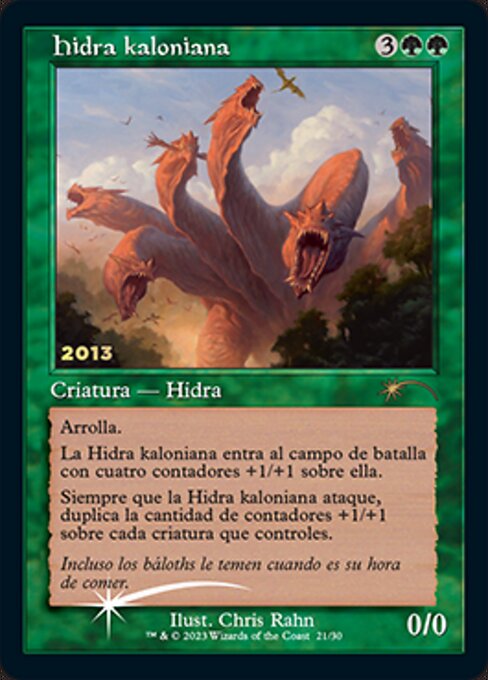 Hidra kaloniana 3
2013
Criatura — Hidra
Arrolla.
La Hidra kaloniana entra al campo de batalla
con cuatro contadores +1/+1 sobre ella.
Siempre que la Hidra kaloniana ataque,
duplica la cantidad de contadores +1/+1
sobre cada criatura que controles.
Incluso los báloths le temen cuando es su hora
de comer.
Ilust. Chris Rahn
™ & © 2023 Wizards of the Coast 21/30
0/0